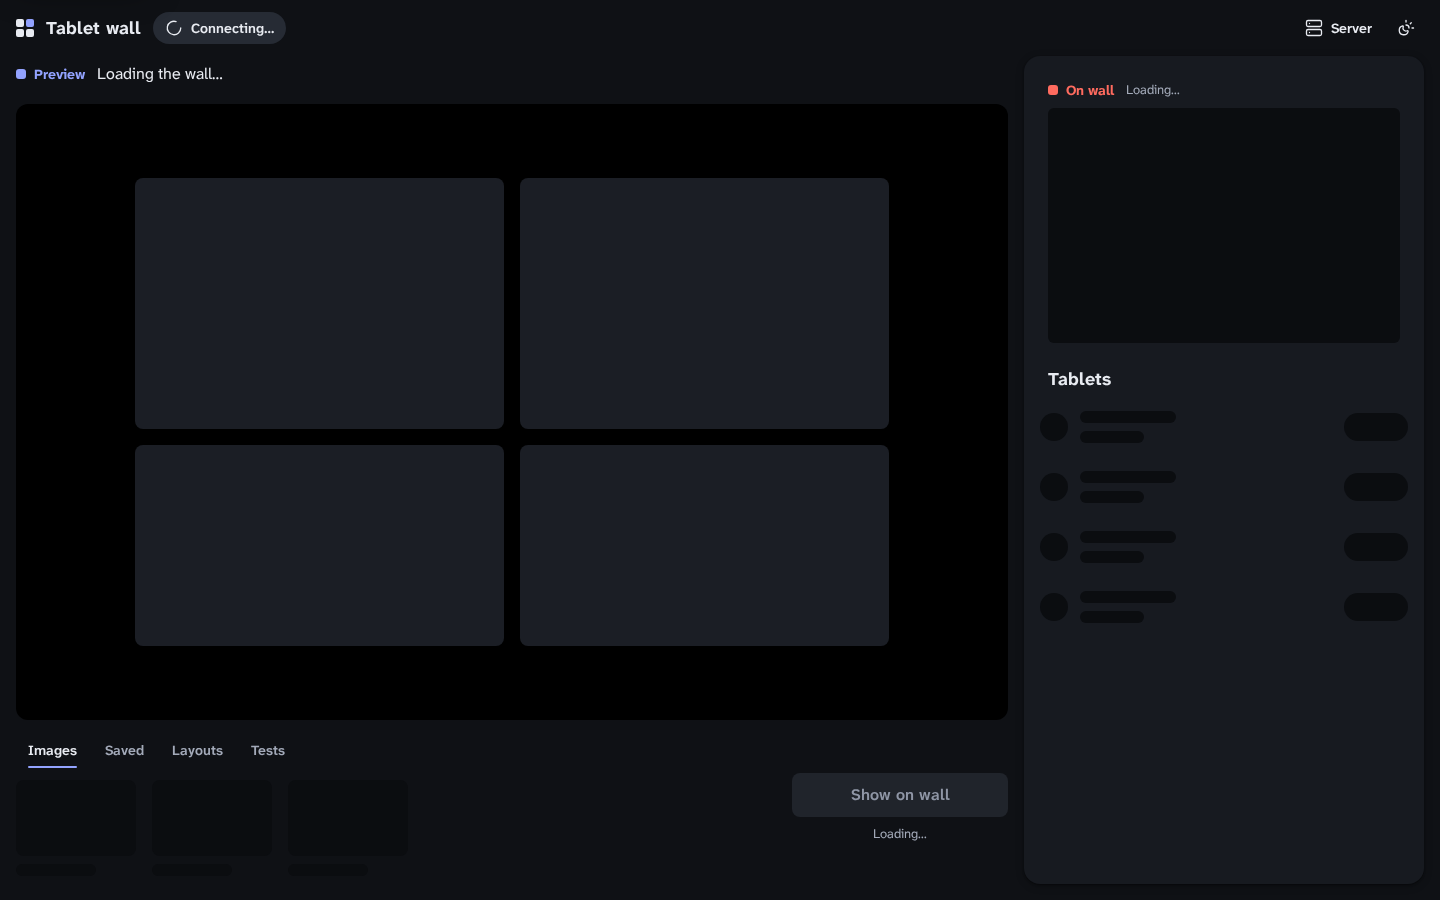 Tablet wall
Connecting...
Server
Preview
Loading the wall...
On wall
Loading...
Tablets
Images
Saved
Layouts
Tests
Show on wall
Loading...